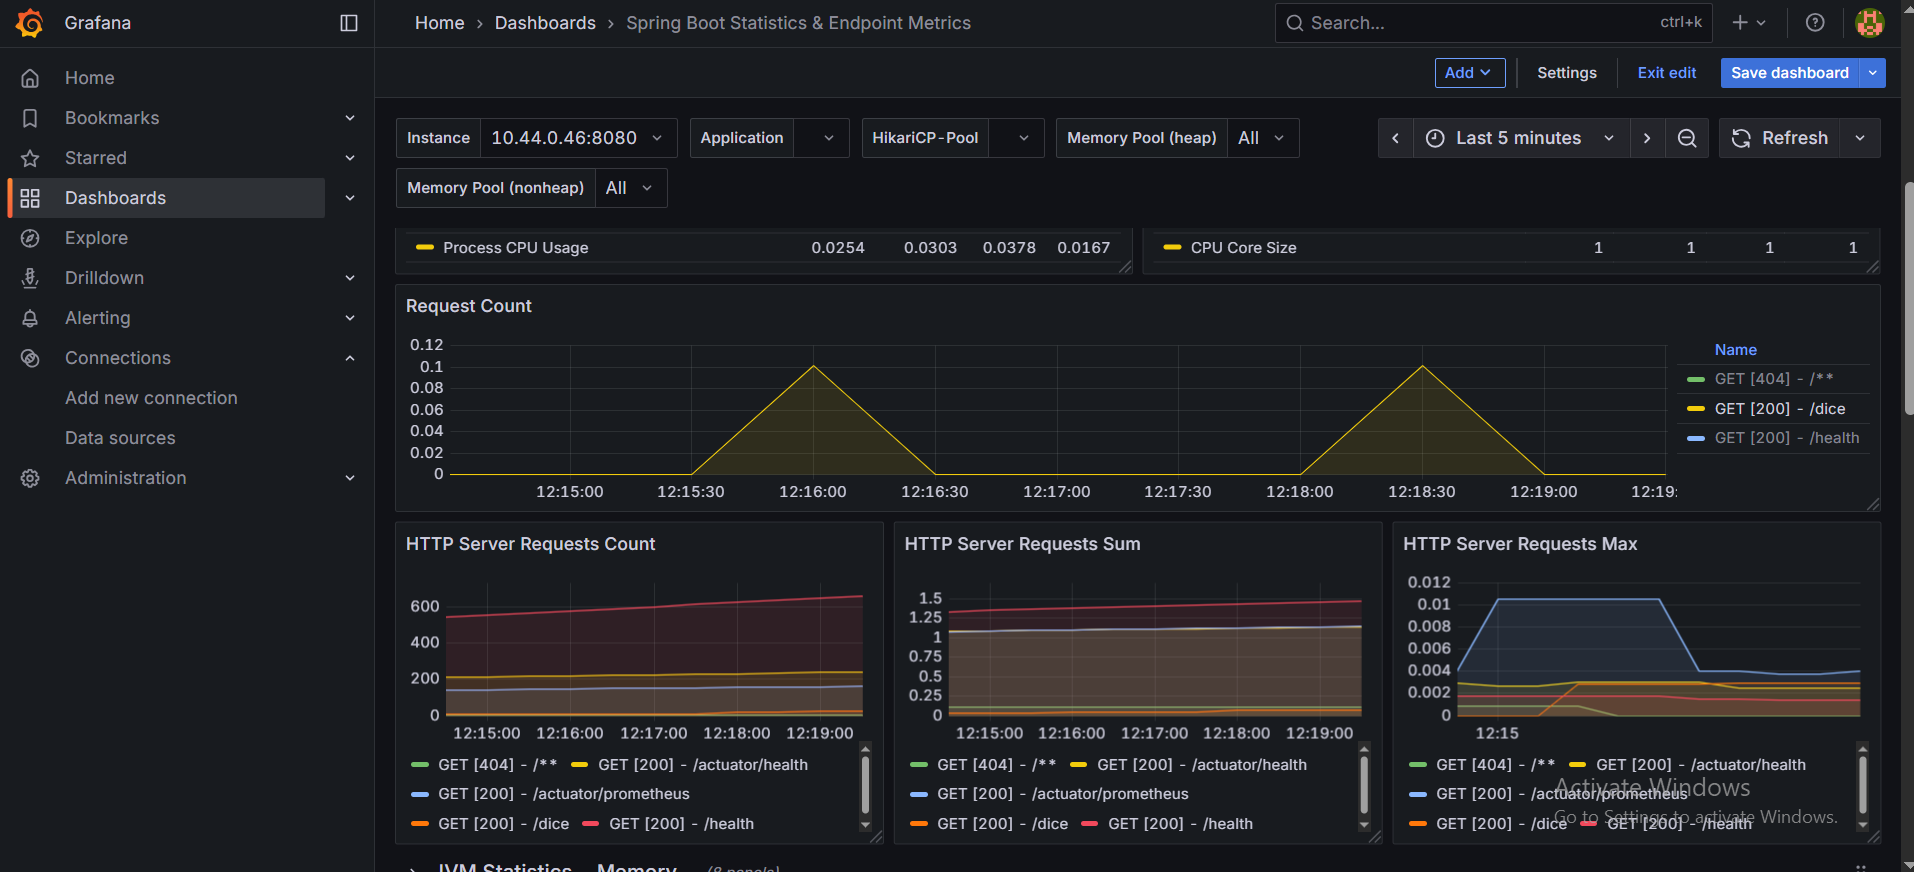 Grafana
Home › Dashboards › Spring Boot Statistics & Endpoint Metrics
Search... ctrl+k
Home
Bookmarks
Starred
Dashboards
Explore
Drilldown
Alerting
Connections
Add new connection
Data sources
Administration
Add Settings Exit edit Save dashboard
Instance 10.44.0.46:8080 Application HikariCP-Pool Memory Pool (heap) All Last 5 minutes Refresh
Memory Pool (nonheap) All
Process CPU Usage 0.0254 0.0303 0.0378 0.0167
CPU Core Size 1 1 1 1
Request Count
0.12
0.1
0.08
0.06
0.04
0.02
0
12:15:00 12:15:30 12:16:00 12:16:30 12:17:00 12:17:30 12:18:00 12:18:30 12:19:00 12:19:
Name
GET [404] - /**
GET [200] - /dice
GET [200] - /health
HTTP Server Requests Count
600
400
200
0
12:15:00 12:16:00 12:17:00 12:18:00 12:19:00
GET [404] - /** GET [200] - /actuator/health
GET [200] - /actuator/prometheus
GET [200] - /dice GET [200] - /health
HTTP Server Requests Sum
1.5
1.25
1
0.75
0.5
0.25
0
12:15:00 12:16:00 12:17:00 12:18:00 12:19:00
GET [404] - /** GET [200] - /actuator/health
GET [200] - /actuator/prometheus
GET [200] - /dice GET [200] - /health
HTTP Server Requests Max
0.012
0.01
0.008
0.006
0.004
0.002
0
12:15
GET [404] - /** GET [200] - /actuator/health
GET [200] - /actuator/prometheus
GET [200] - /dice GET [200] - /health
Activate Windows
Go to Settings to activate Windows.
JVM Statistics - Memory (8 panels)